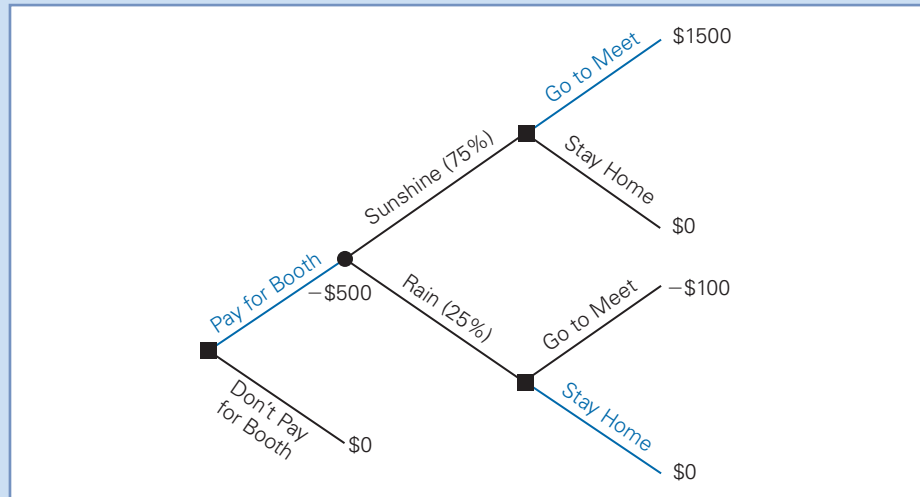 Go to Meet
$1500
Sunshine (75%)
Stay Home
$0
Pay for Booth
−$500
Rain (25%)
Go to Meet
−$100
Don't Pay
for Booth
$0
Stay Home
$0